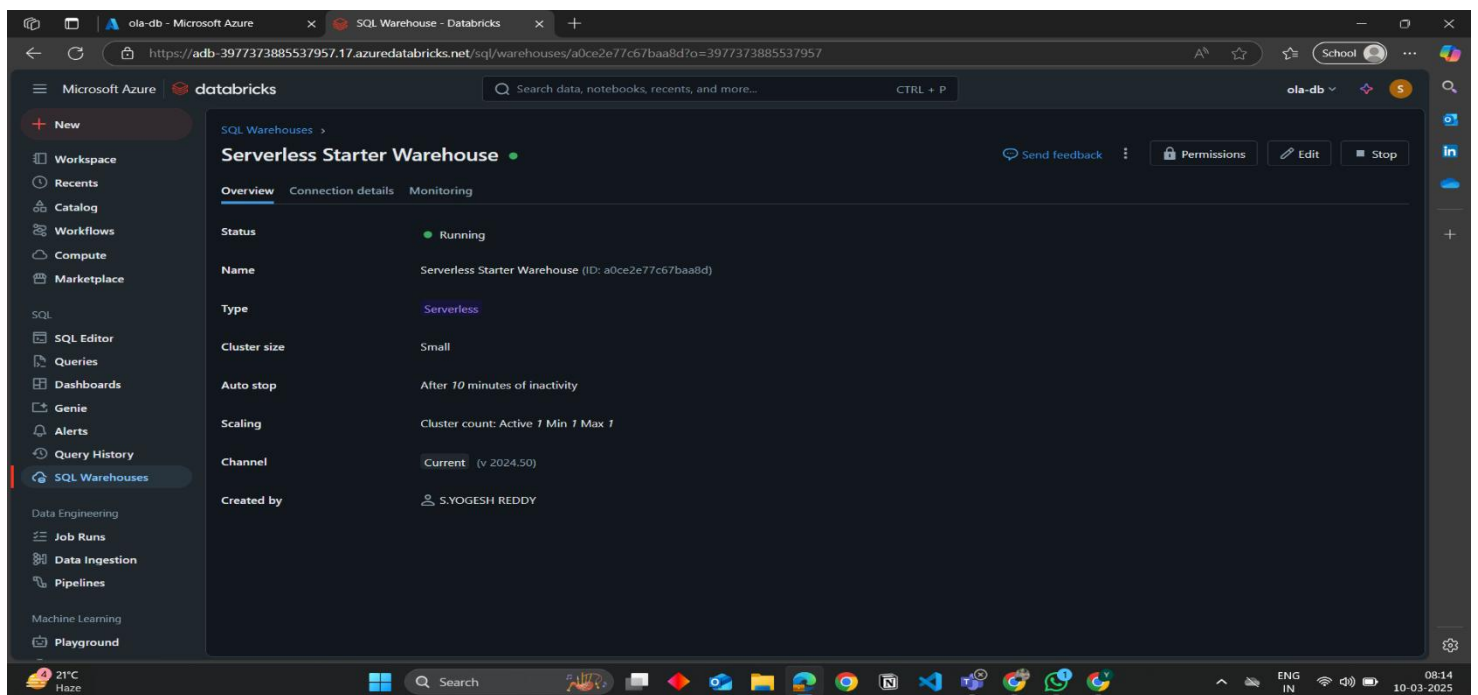 ola-db - Microsoft Azure
SQL Warehouse - Databricks
https://adb-3977373885537957.17.azuredatabricks.net/sql/warehouses/a0ce2e77c67baa8d?o=3977373885537957
School
Microsoft Azure databricks
Search data, notebooks, recents, and more... CTRL + P
ola-db
S
New
Workspace
Recents
Catalog
Workflows
Compute
Marketplace
SQL
SQL Editor
Queries
Dashboards
Genie
Alerts
Query History
SQL Warehouses
Data Engineering
Job Runs
Data Ingestion
Pipelines
Machine Learning
Playground
SQL Warehouses >
Serverless Starter Warehouse
Send feedback
Permissions
Edit
Stop
Overview Connection details Monitoring
Status Running
Name Serverless Starter Warehouse (ID: a0ce2e77c67baa8d)
Type Serverless
Cluster size Small
Auto stop After 10 minutes of inactivity
Scaling Cluster count: Active 1 Min 1 Max 1
Channel Current (v 2024.50)
Created by S.YOGESH REDDY
4
21°C
Haze
Search
ENG
IN
08:14
10-03-2025